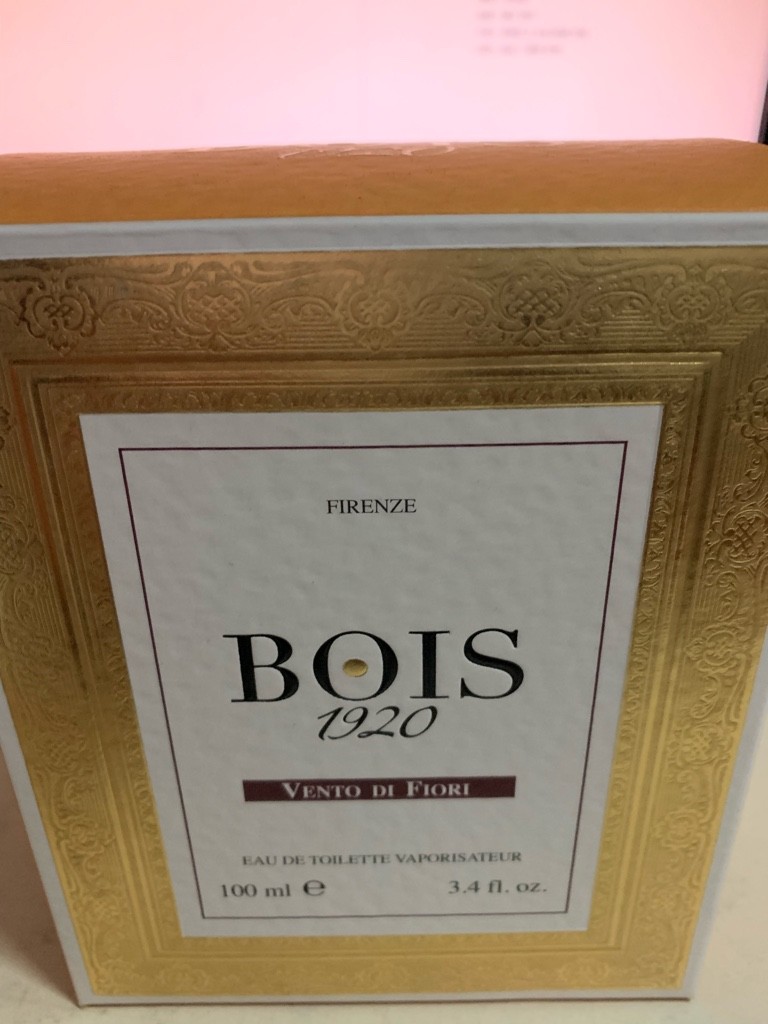 FIRENZE
BOIS
1920
VENTO DI FIORI
EAU DE TOILETTE VAPORISATEUR
100 ml ℮ 3.4 fl. oz.